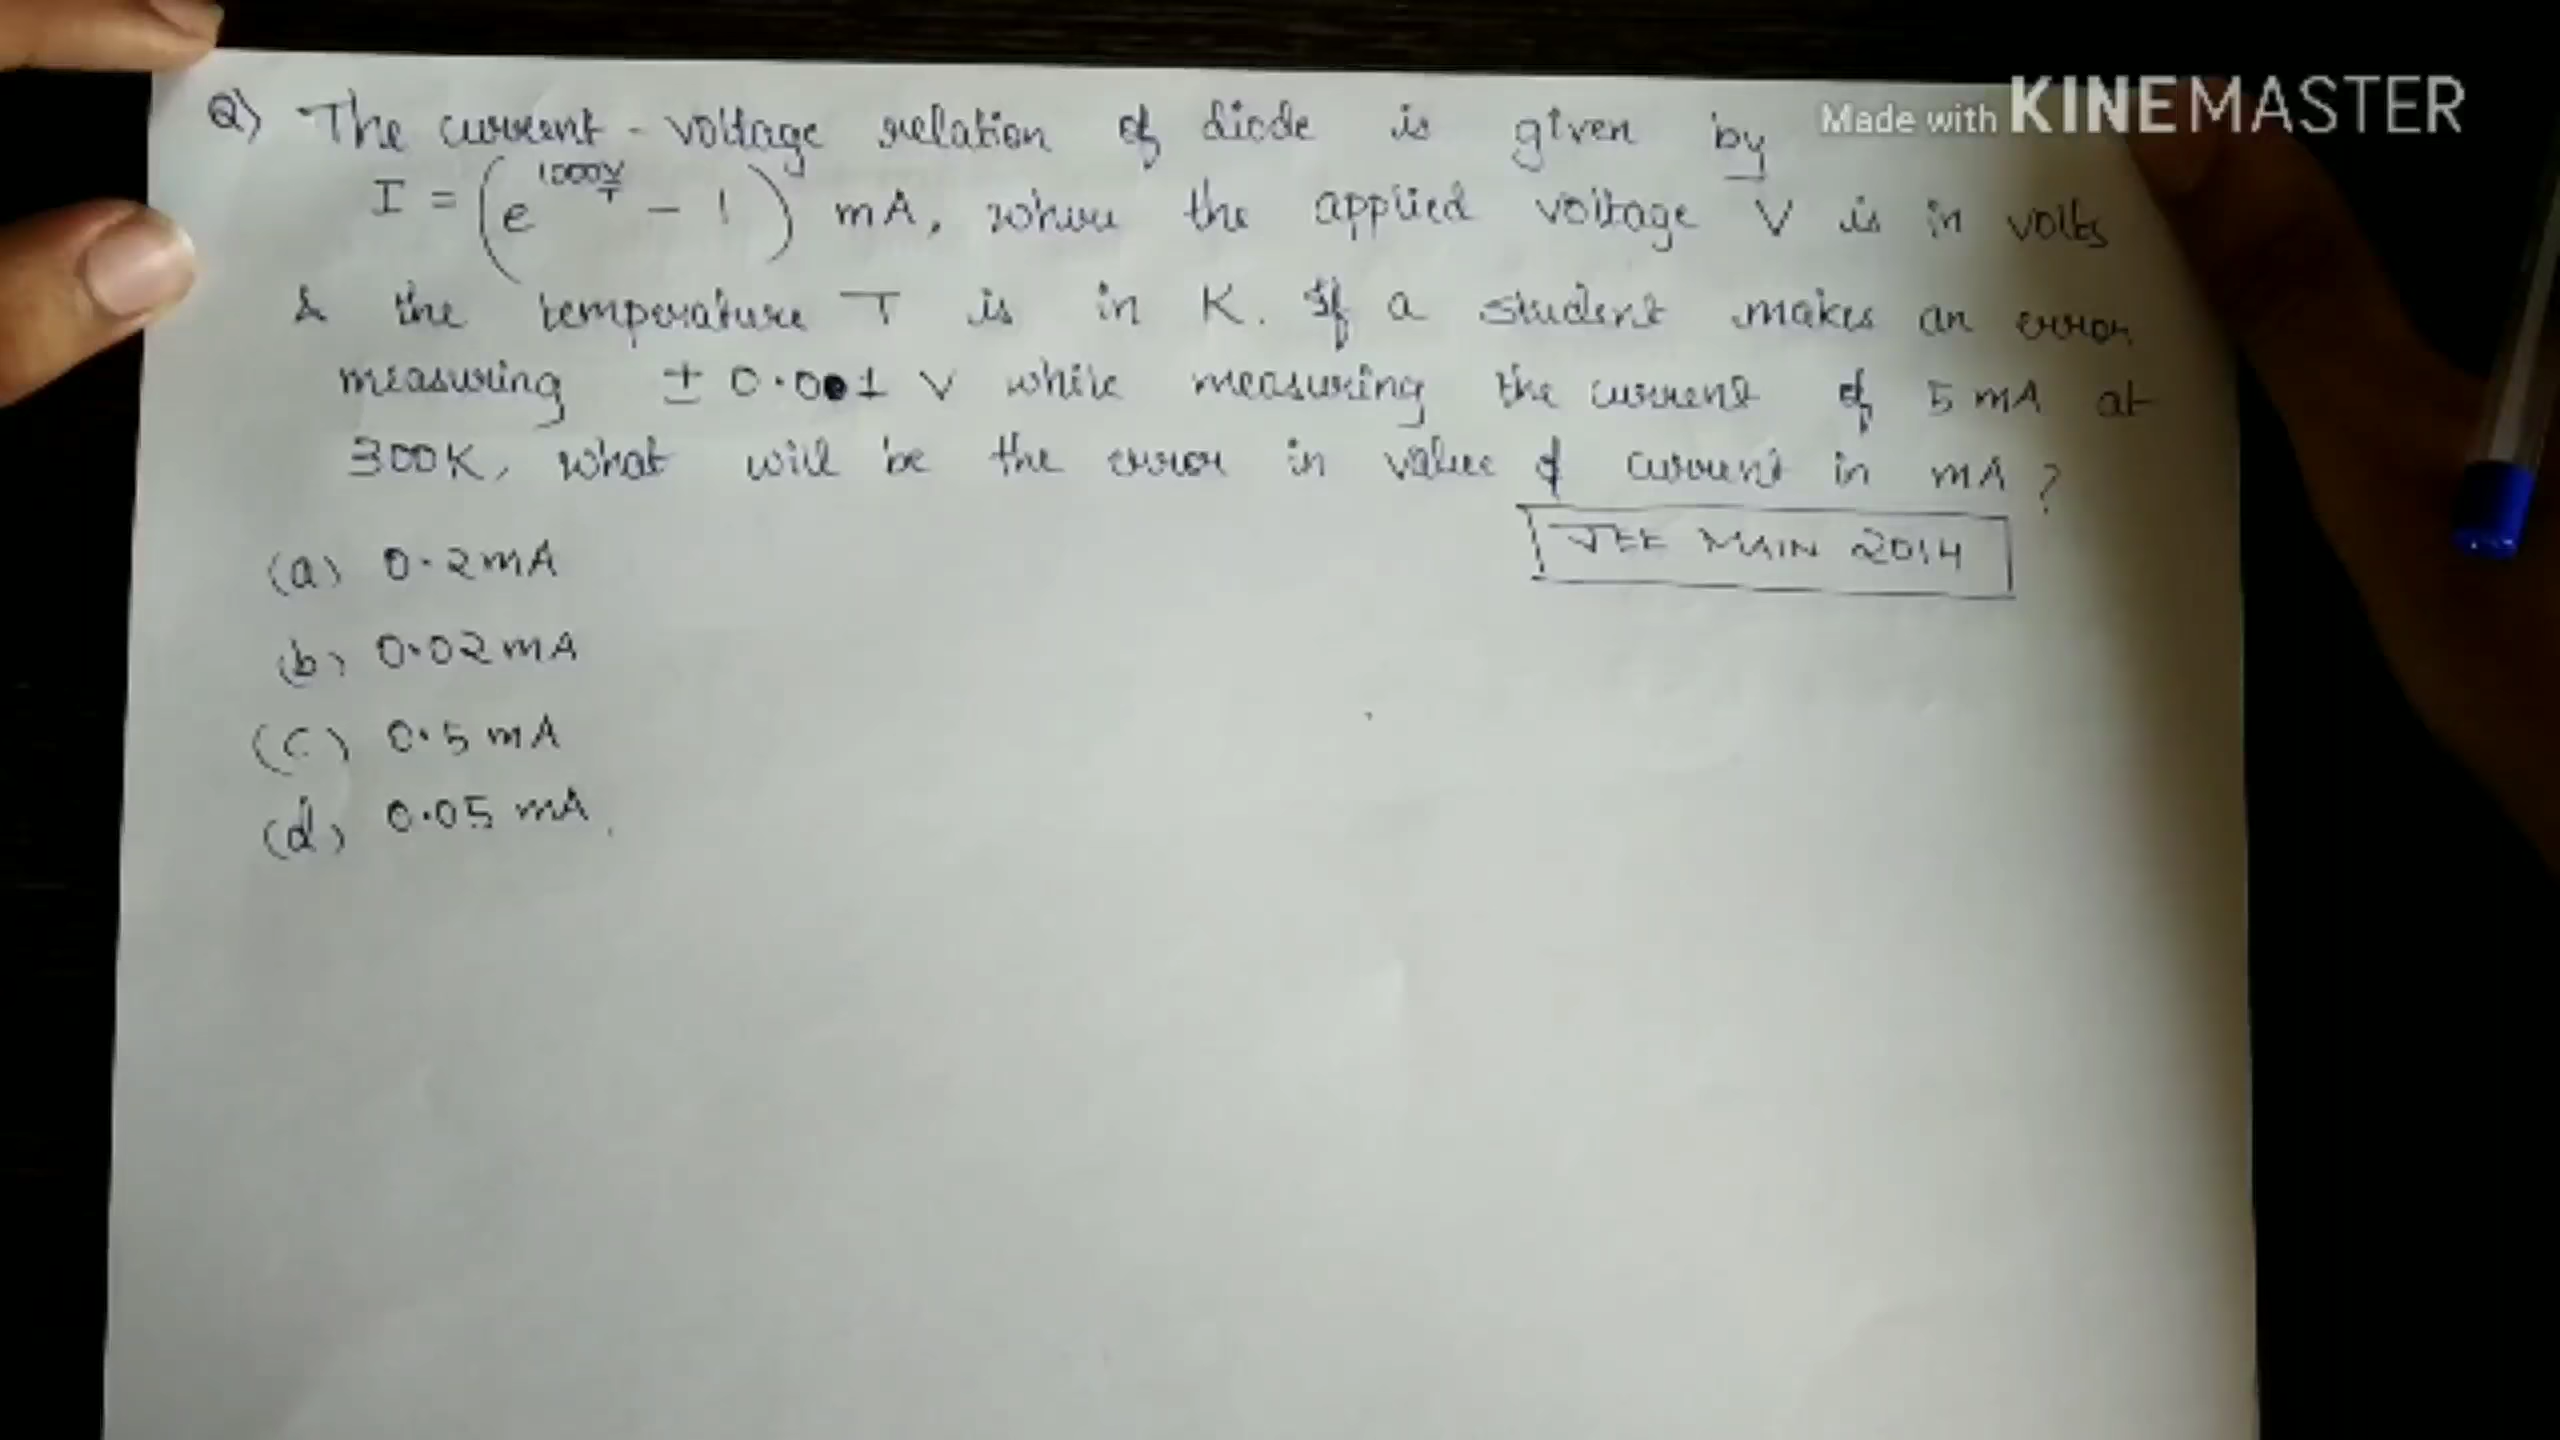 Made with KINEMASTER
Q) The current - voltage relation of diode is given by
I = (e^{1000V/T} - 1) mA, where the applied voltage V is in volts
& the temperature T is in K. If a student makes an error
measuring ± 0.001 V while measuring the current of 5 mA at
300K, what will be the error in value of current in mA ?
JEE MAIN 2014
(a) 0.2mA
(b) 0.02mA
(c) 0.5 mA
(d) 0.05 mA.